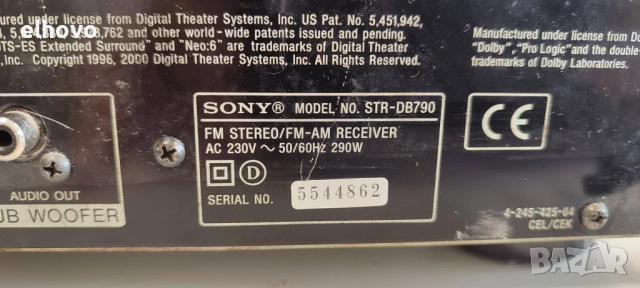 elhovo
ured under license from Digital Theater Systems, Inc. US Pat. No. 5,451,942,
,762 and other world-wide patents issued and pending.
TS-ES Extended Surround" and "Neo:6" are trademarks of Digital Theater
, Inc. Copyright 1996, 2000 Digital Theater Systems, Inc. All Rights Reserved.
Manufactured under license from Do
"Dolby", "Pro Logic" and the double-
trademarks of Dolby Laboratories.
SONY® MODEL NO. STR-DB790
FM STEREO/FM-AM RECEIVER
AC 230V ~ 50/60Hz 290W
D
SERIAL NO. 5544862
CE
AUDIO OUT
UB WOOFER
4-245-425-04
CEL/CEK
BAZAR